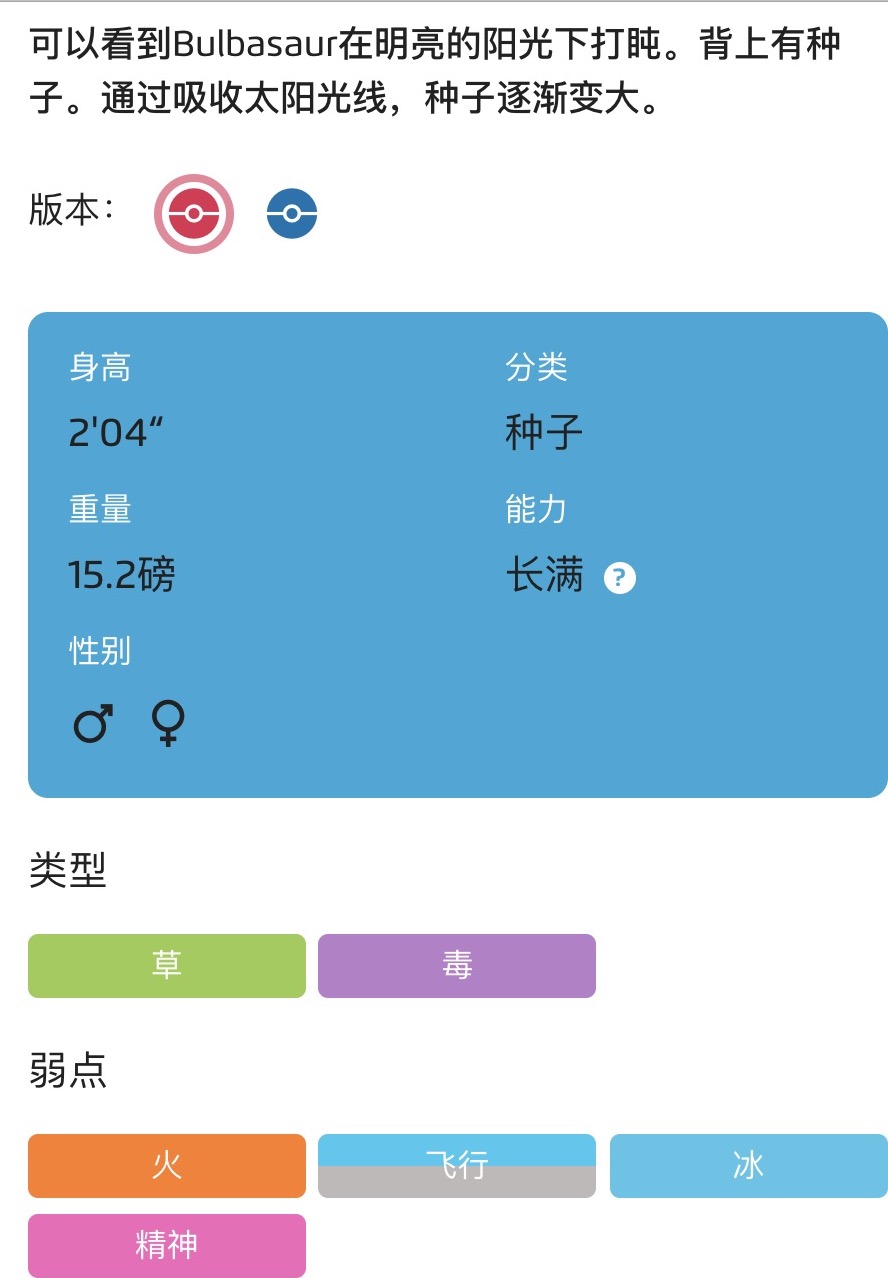 可以看到Bulbasaur在明亮的阳光下打盹。背上有种
子。通过吸收太阳光线，种子逐渐变大。
版本：
身高 分类
2'04“ 种子
重量 能力
15.2磅 长满 ?
性别
♂ ♀
类型
草 毒
弱点
火 飞行 冰
精神